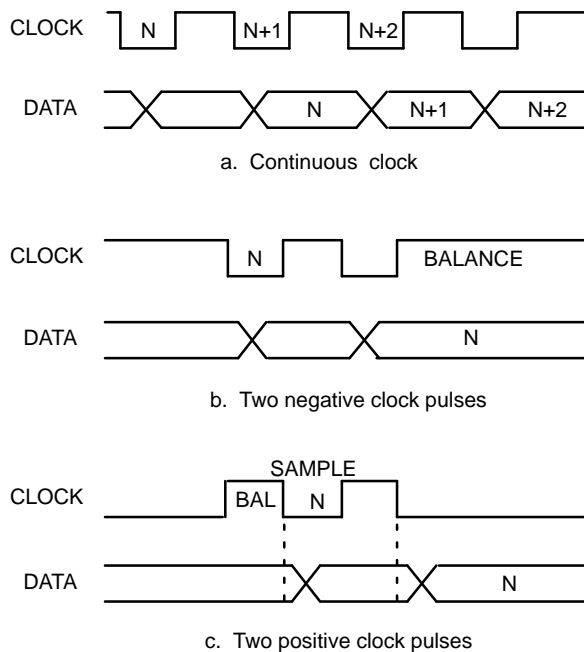 CLOCK N N+1 N+2
DATA N N+1 N+2
a. Continuous clock
CLOCK N BALANCE
DATA N
b. Two negative clock pulses
SAMPLE
CLOCK BAL N
DATA N
c. Two positive clock pulses